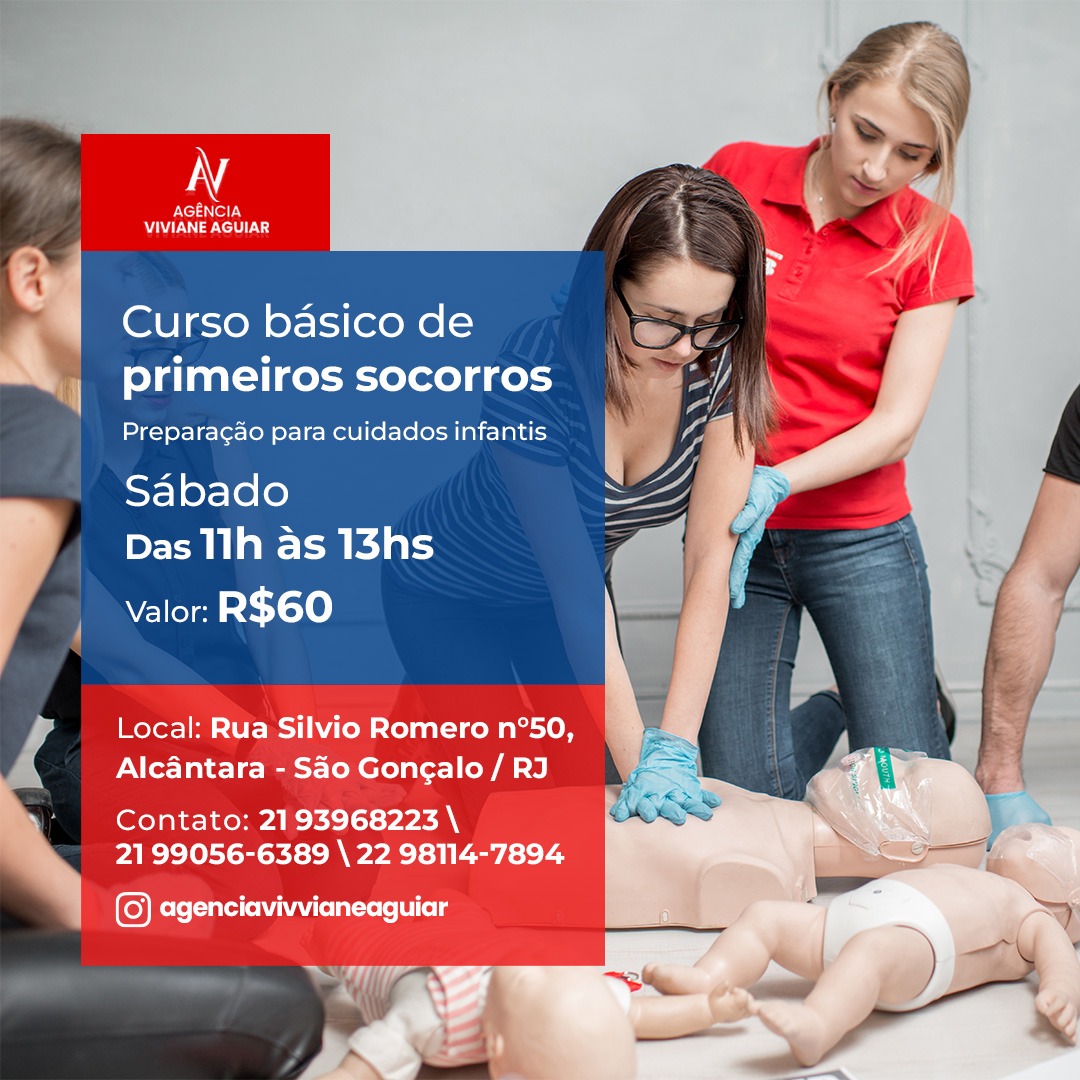 AV
AGÊNCIA
VIVIANE AGUIAR
Curso básico de
primeiros socorros
Preparação para cuidados infantis
Sábado
Das 11h às 13hs
Valor: R$60
Local: Rua Silvio Romero nº50,
Alcântara - São Gonçalo / RJ
Contato: 21 93968223 \
21 99056-6389 \ 22 98114-7894
agenciavivvianeaguiar
MOUTH